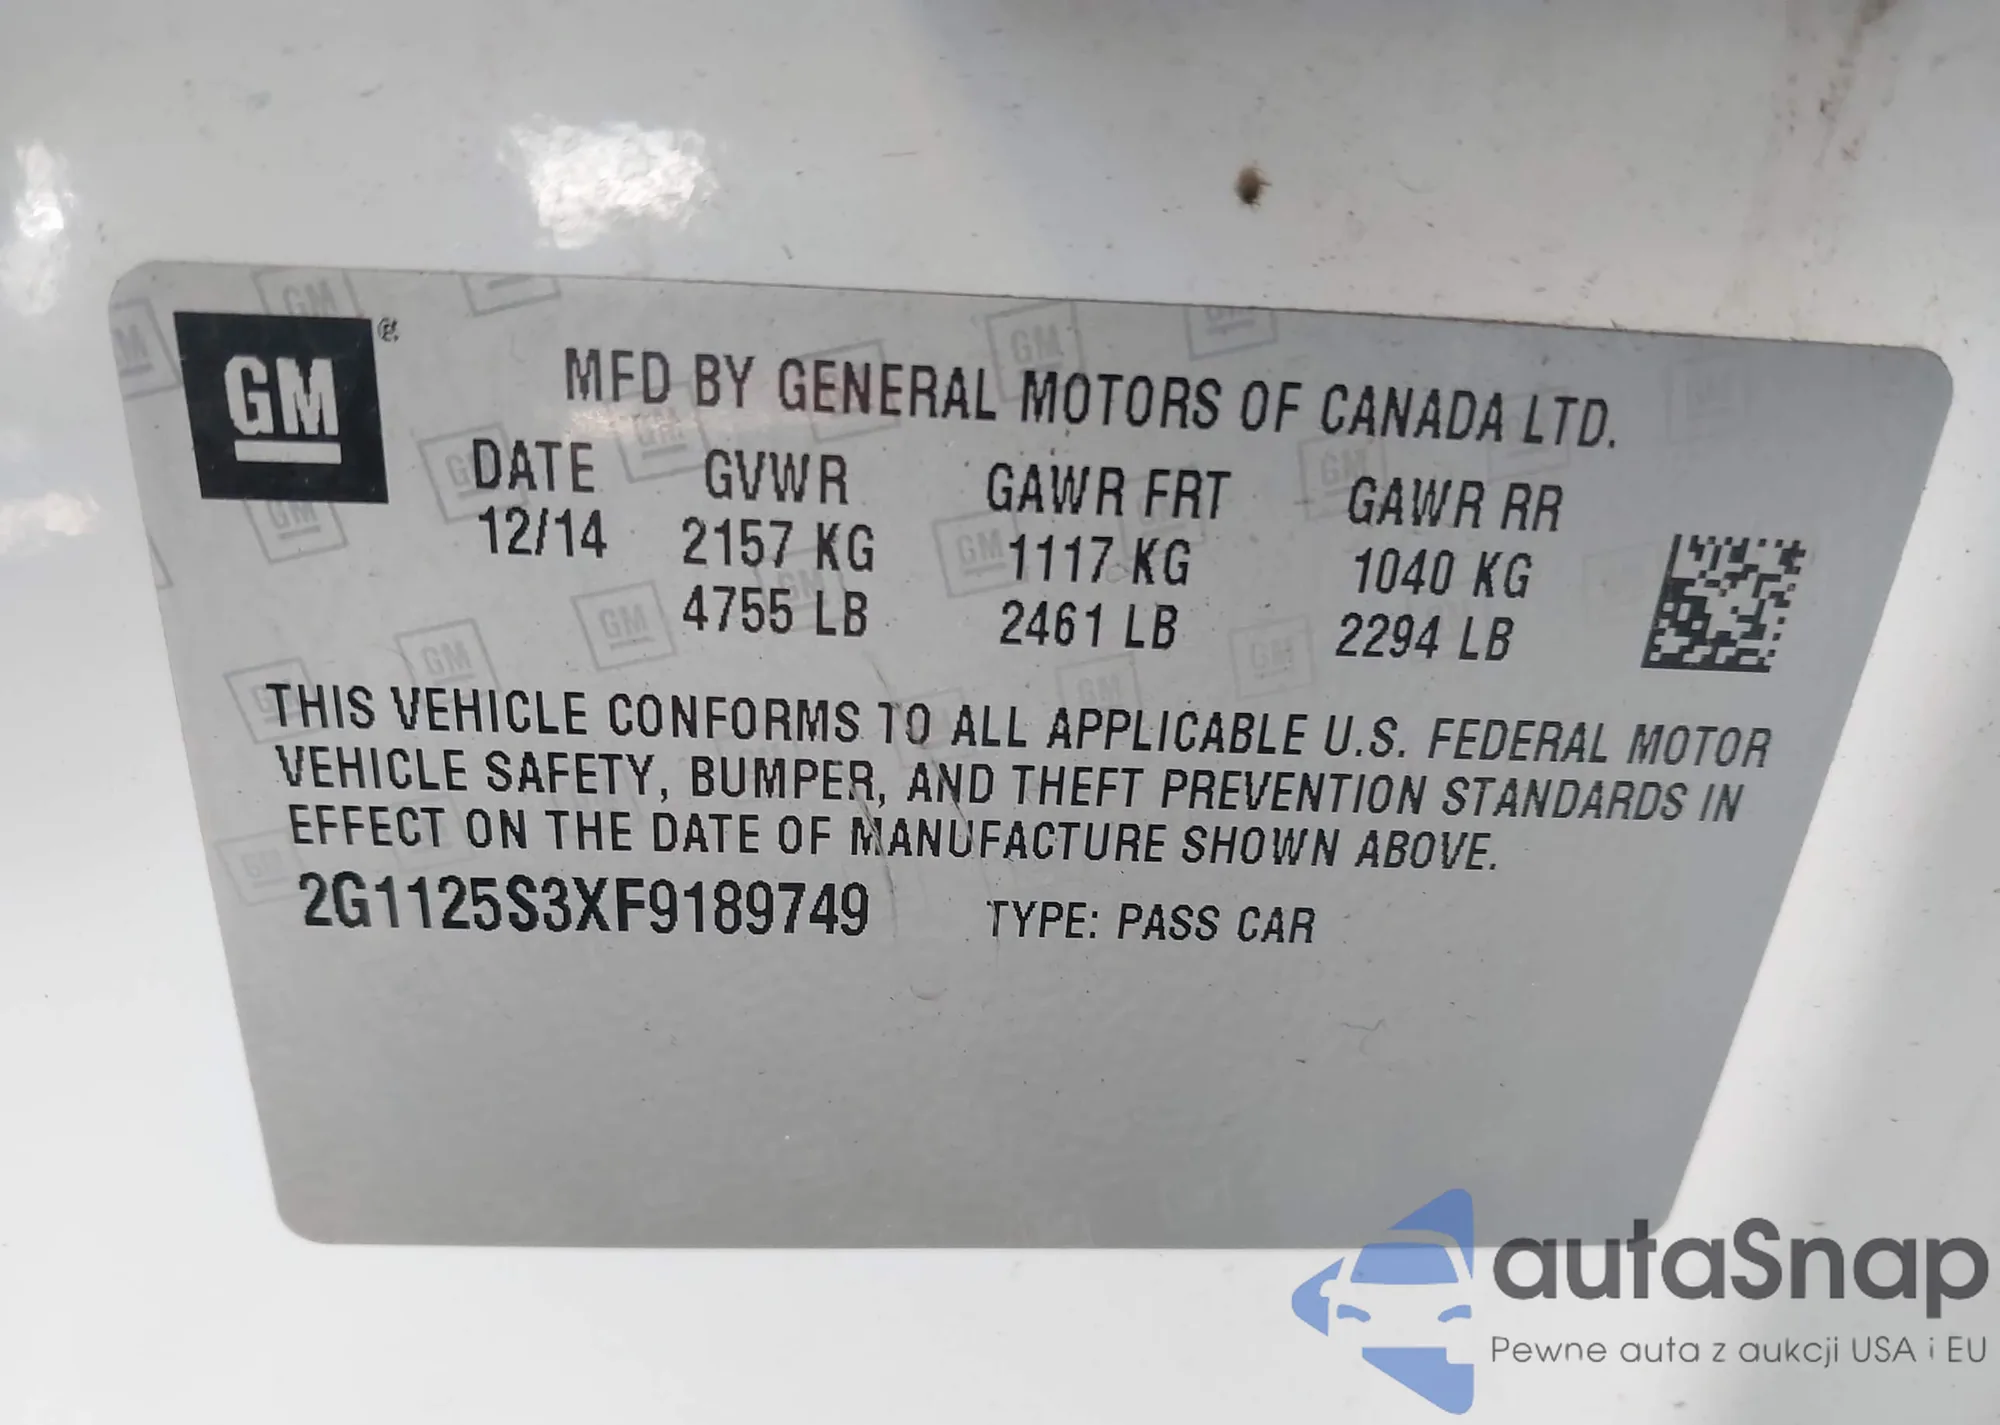 GM ®
MFD BY GENERAL MOTORS OF CANADA LTD.
DATE GVWR GAWR FRT GAWR RR
12/14 2157 KG 1117 KG 1040 KG
4755 LB 2461 LB 2294 LB
THIS VEHICLE CONFORMS TO ALL APPLICABLE U.S. FEDERAL MOTOR
VEHICLE SAFETY, BUMPER, AND THEFT PREVENTION STANDARDS IN
EFFECT ON THE DATE OF MANUFACTURE SHOWN ABOVE.
2G1125S3XF9189749 TYPE: PASS CAR
autaSnap
Pewne auta z aukcji USA i EU